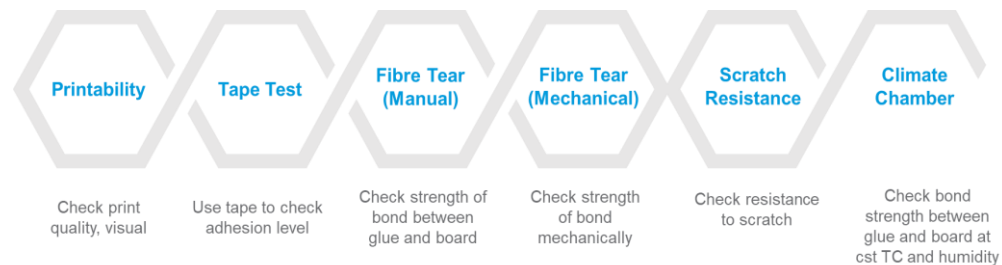 Printability
Check print
quality, visual
Tape Test
Use tape to check
adhesion level
Fibre Tear
(Manual)
Check strength of
bond between
glue and board
Fibre Tear
(Mechanical)
Check strength
of bond
mechanically
Scratch
Resistance
Check resistance
to scratch
Climate
Chamber
Check bond
strength between
glue and board at
cst TC and humidity